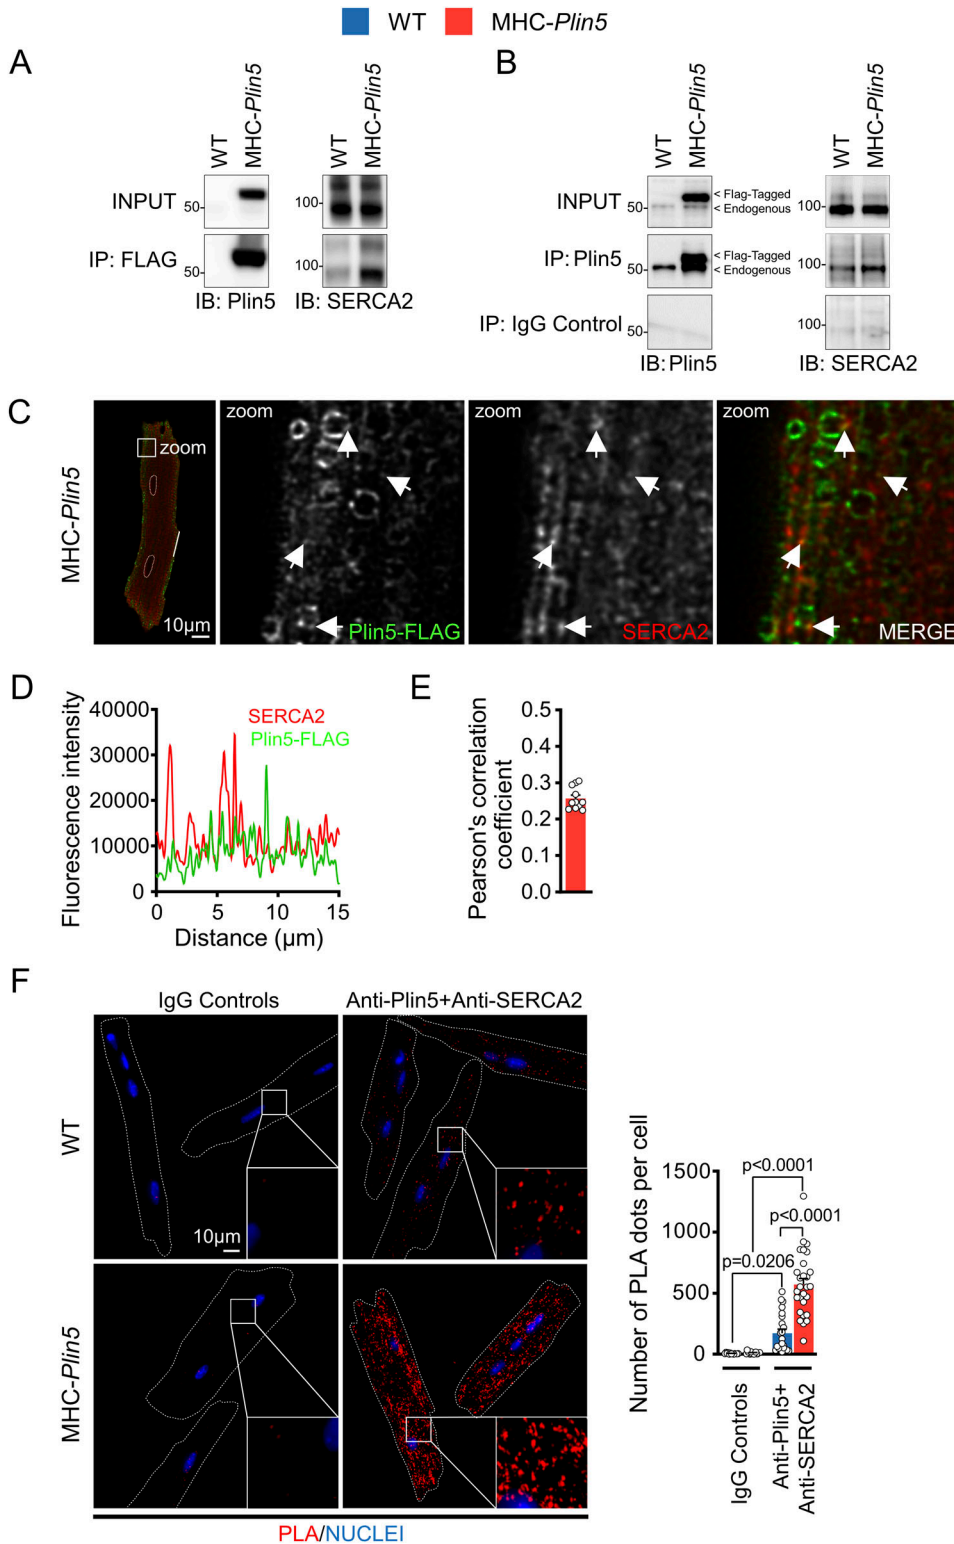 WT MHC-Plin5
A
WT MHC-Plin5 WT MHC-Plin5
INPUT
50
100
IP: FLAG
50
100
IB: Plin5 IB: SERCA2
B
WT MHC-Plin5 WT MHC-Plin5
INPUT
50
< Flag-Tagged
< Endogenous
100
IP: Plin5
50
< Flag-Tagged
< Endogenous
100
IP: IgG Control
50
100
IB: Plin5 IB: SERCA2
C
MHC-Plin5
zoom
10µm
zoom
Plin5-FLAG
zoom
SERCA2
zoom
MERGE
D
Fluorescence intensity
40000
30000
20000
10000
0
SERCA2
Plin5-FLAG
0 5 10 15
Distance (µm)
E
Pearson's correlation
coefficient
0.5
0.4
0.3
0.2
0.1
0.0
F
IgG Controls Anti-Plin5+Anti-SERCA2
WT
10µm
MHC-Plin5
PLA/NUCLEI
Number of PLA dots per cell
1500
1000
500
0
p<0.0001
p<0.0001
p=0.0206
IgG Controls
Anti-Plin5+
Anti-SERCA2